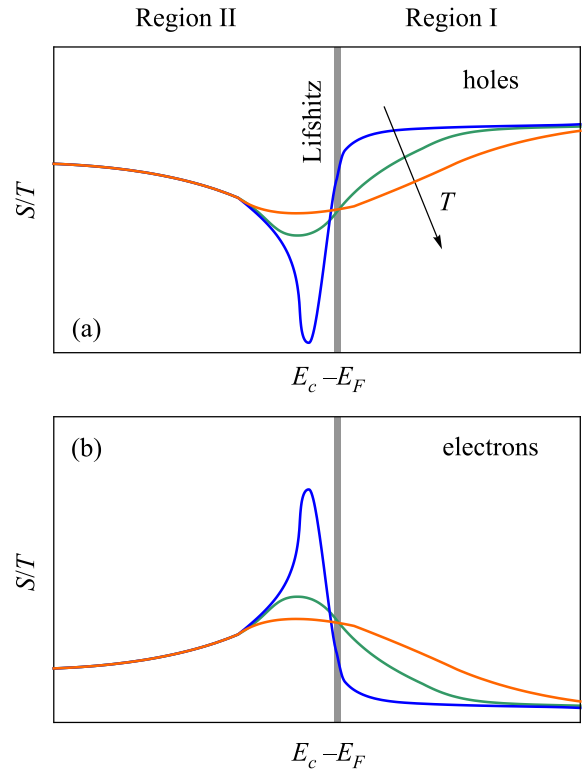 Region II
Region I
Lifshitz
holes
S/T
T
(a)
E_c –E_F
(b)
electrons
S/T
E_c –E_F